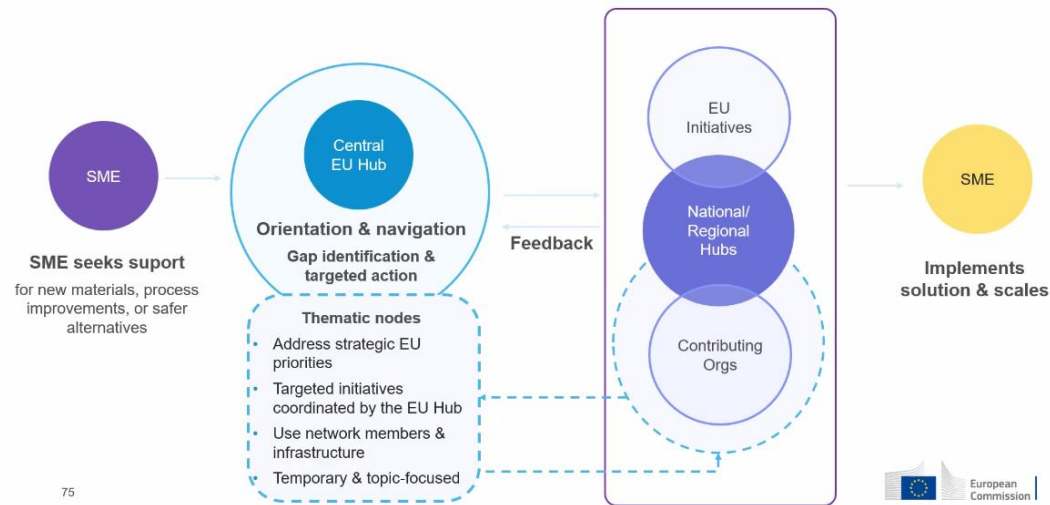 SME
SME seeks suport
for new materials, process
improvements, or safer
alternatives
Central
EU Hub
Orientation & navigation
Gap identification &
targeted action
Thematic nodes
• Address strategic EU
priorities
• Targeted initiatives
coordinated by the EU Hub
• Use network members &
infrastructure
• Temporary & topic-focused
Feedback
EU
Initiatives
National/
Regional
Hubs
Contributing
Orgs
SME
Implements
solution & scales
75
European
Commission